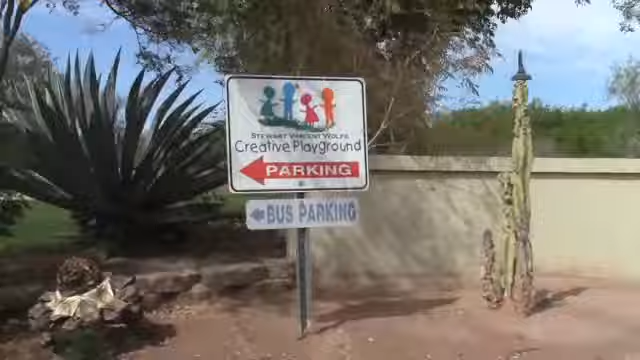 Stewart Vincent Wolfe
Creative Playground
PARKING
BUS PARKING